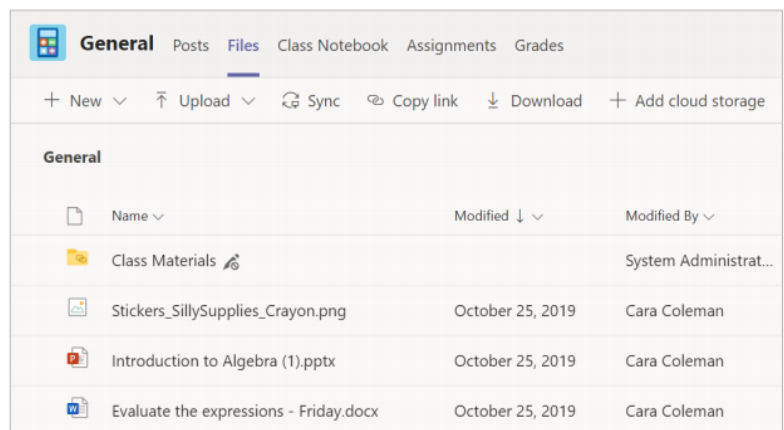 General Posts Files Class Notebook Assignments Grades
New Upload Sync Copy link Download Add cloud storage
General
Name Modified Modified By
Class Materials System Administrat...
Stickers_SillySupplies_Crayon.png October 25, 2019 Cara Coleman
Introduction to Algebra (1).pptx October 25, 2019 Cara Coleman
Evaluate the expressions - Friday.docx October 25, 2019 Cara Coleman